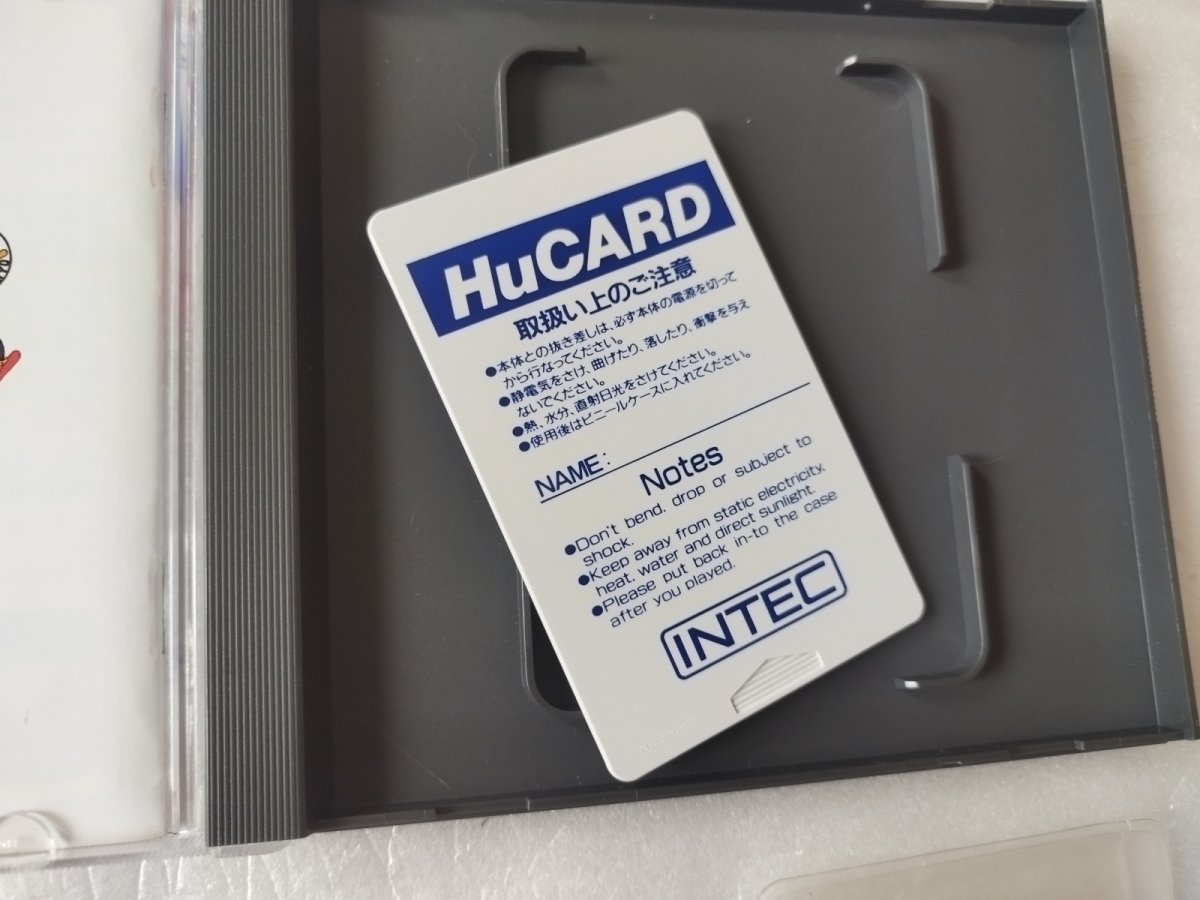 HuCARD
取扱い上のご注意
●本体との抜き差しは、必ず本体の電源を切って
から行なってください。
●静電気をさけ、曲げたり、落したり、衝撃を与え
ないでください。
●熱、水分、直射日光をさけてください。
●使用後はビニールケースに入れてください。
NAME:
Notes
●Don't bend. drop or subject to
shock.
●Keep away from static electricity.
heat. water and direct sunlight.
●Please put back in-to the case
after you played.
INTEC